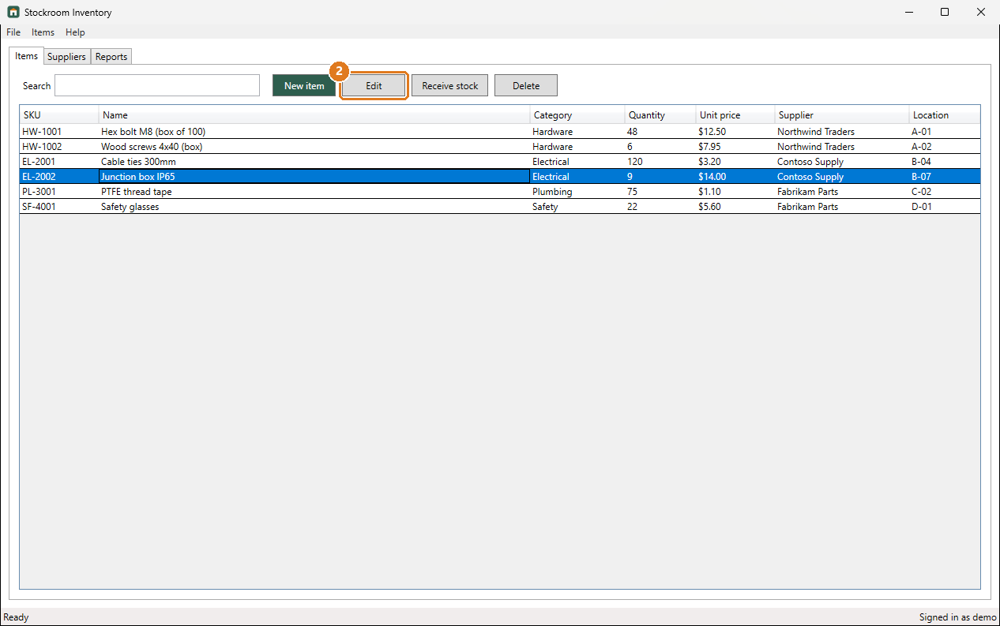 Stockroom Inventory
File Items Help
Items Suppliers Reports
2
Search New item Edit Receive stock Delete
SKU Name Category Quantity Unit price Supplier Location
HW-1001 Hex bolt M8 (box of 100) Hardware 48 $12.50 Northwind Traders A-01
HW-1002 Wood screws 4x40 (box) Hardware 6 $7.95 Northwind Traders A-02
EL-2001 Cable ties 300mm Electrical 120 $3.20 Contoso Supply B-04
EL-2002 Junction box IP65 Electrical 9 $14.00 Contoso Supply B-07
PL-3001 PTFE thread tape Plumbing 75 $1.10 Fabrikam Parts C-02
SF-4001 Safety glasses Safety 22 $5.60 Fabrikam Parts D-01
Ready Signed in as demo